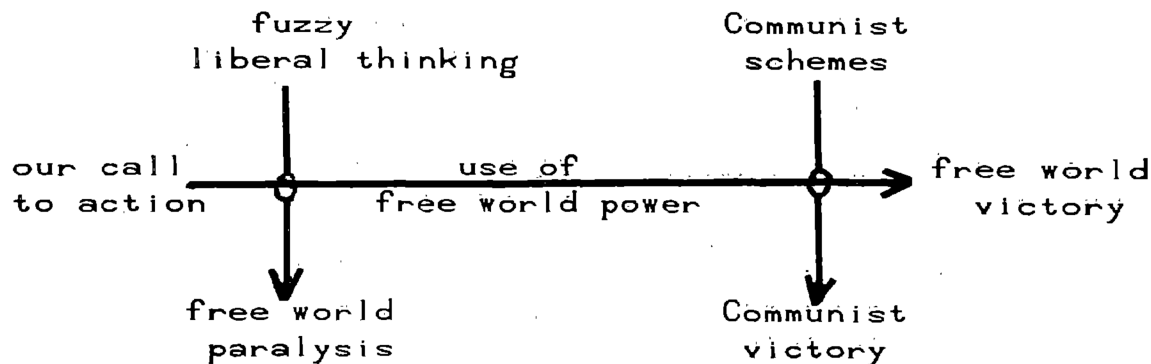 fuzzy
liberal thinking
Communist
schemes
our call
to action
use of
free world power
free world
victory
free world
paralysis
Communist
victory